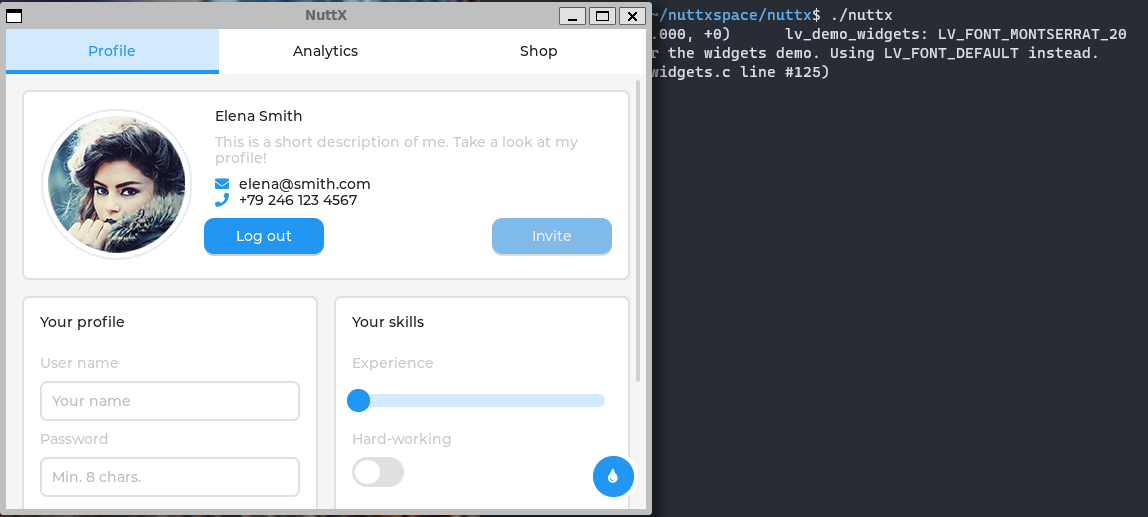 NuttX
Profile
Analytics
Shop
Elena Smith
This is a short description of me. Take a look at my
profile!
elena@smith.com
+79 246 123 4567
Log out
Invite
Your profile
User name
Your name
Password
Min. 8 chars.
Your skills
Experience
Hard-working
~/nuttxspace/nuttx$ ./nuttx
.000, +0) lv_demo_widgets: LV_FONT_MONTSERRAT_20
r the widgets demo. Using LV_FONT_DEFAULT instead.
widgets.c line #125)